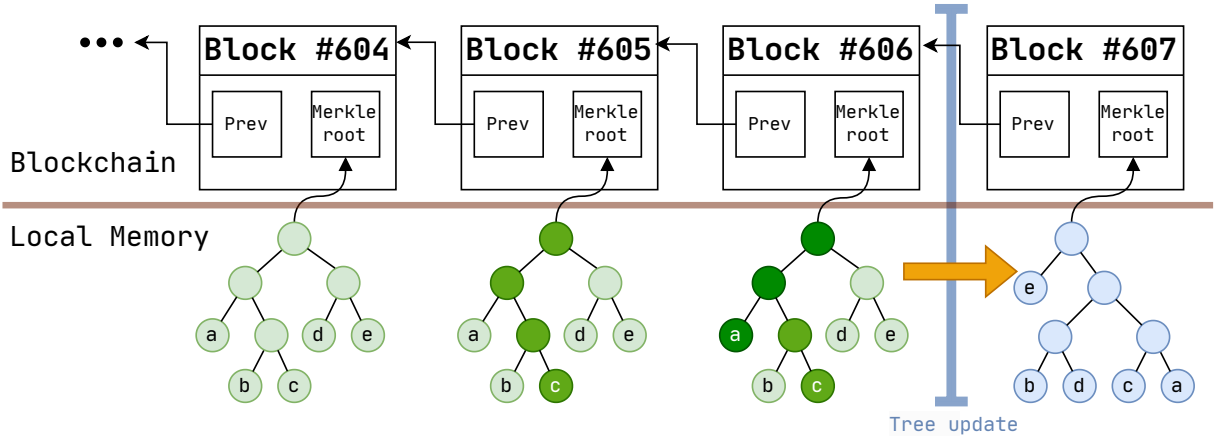 Block #604
Block #605
Block #606
Block #607
Prev
Merkle
root
Prev
Merkle
root
Prev
Merkle
root
Prev
Merkle
root
Blockchain
Local Memory
a
d
e
b
c
a
d
e
b
c
a
d
e
b
c
e
b
d
c
a
Tree update